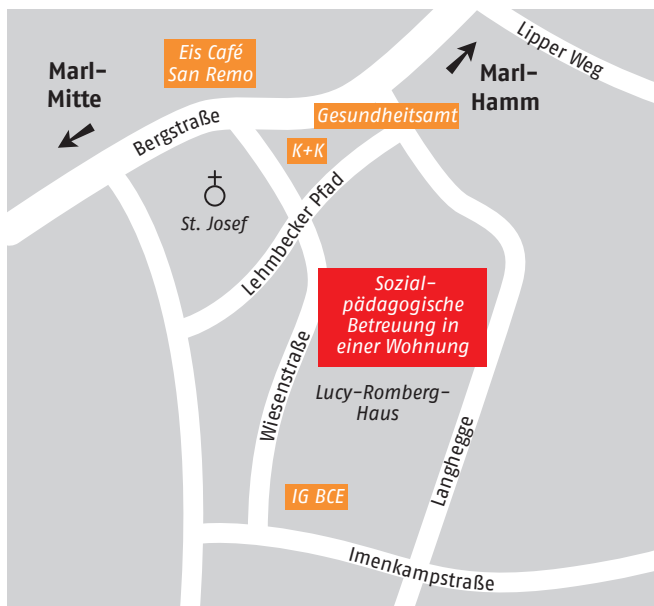 Lipper Weg
Eis Café
San Remo
Marl-
Mitte
Marl-
Hamm
Gesundheitsamt
Bergstraße
K+K
St. Josef
Lehmbecker Pfad
Sozial-
pädagogische
Betreuung in
einer Wohnung
Wiesenstraße
Lucy-Romberg-
Haus
Langhegge
IG BCE
Imenkampstraße